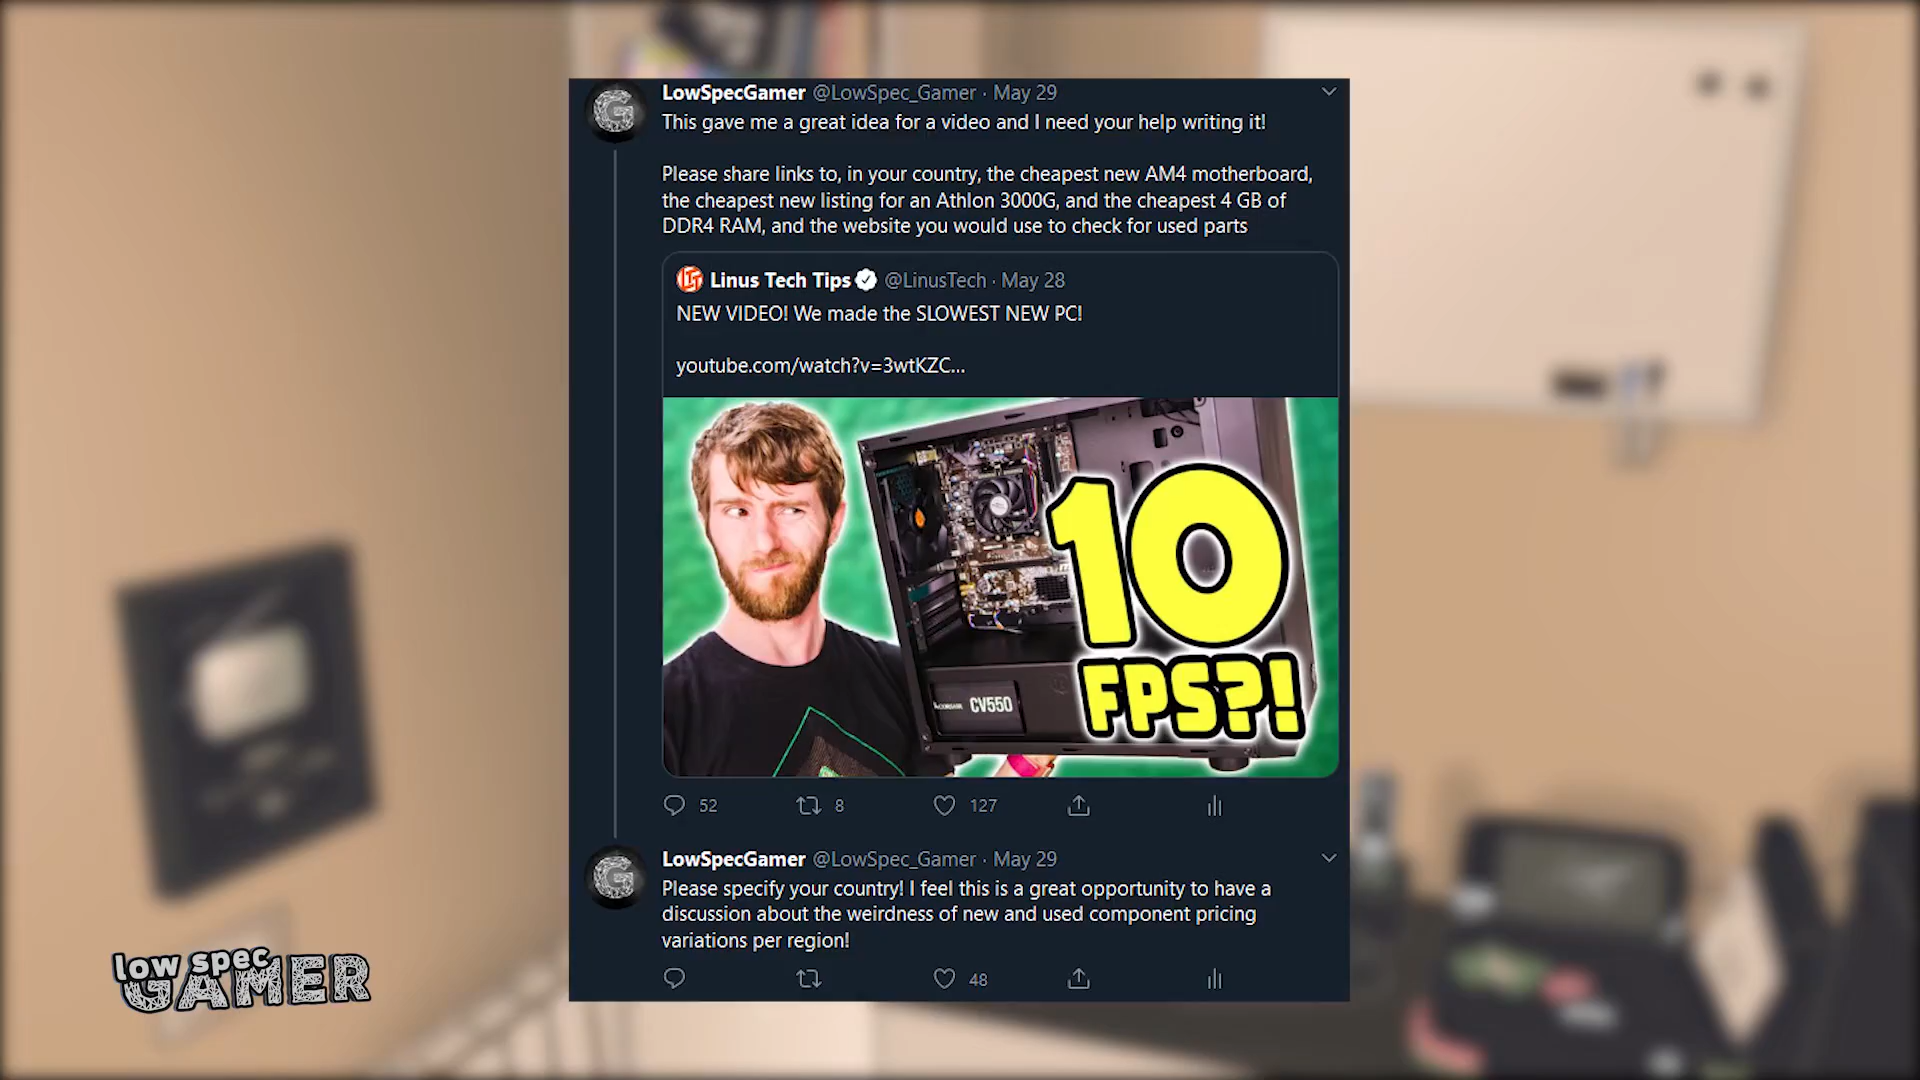 LowSpecGamer @LowSpec_Gamer · May 29
This gave me a great idea for a video and I need your help writing it!
Please share links to, in your country, the cheapest new AM4 motherboard,
the cheapest new listing for an Athlon 3000G, and the cheapest 4 GB of
DDR4 RAM, and the website you would use to check for used parts
Linus Tech Tips @LinusTech · May 28
NEW VIDEO! We made the SLOWEST NEW PC!
youtube.com/watch?v=3wtKZC...
10
FPS?!
CORSAIR CV550
52 8 127
LowSpecGamer @LowSpec_Gamer · May 29
Please specify your country! I feel this is a great opportunity to have a
discussion about the weirdness of new and used component pricing
variations per region!
48
low spec
GAMER